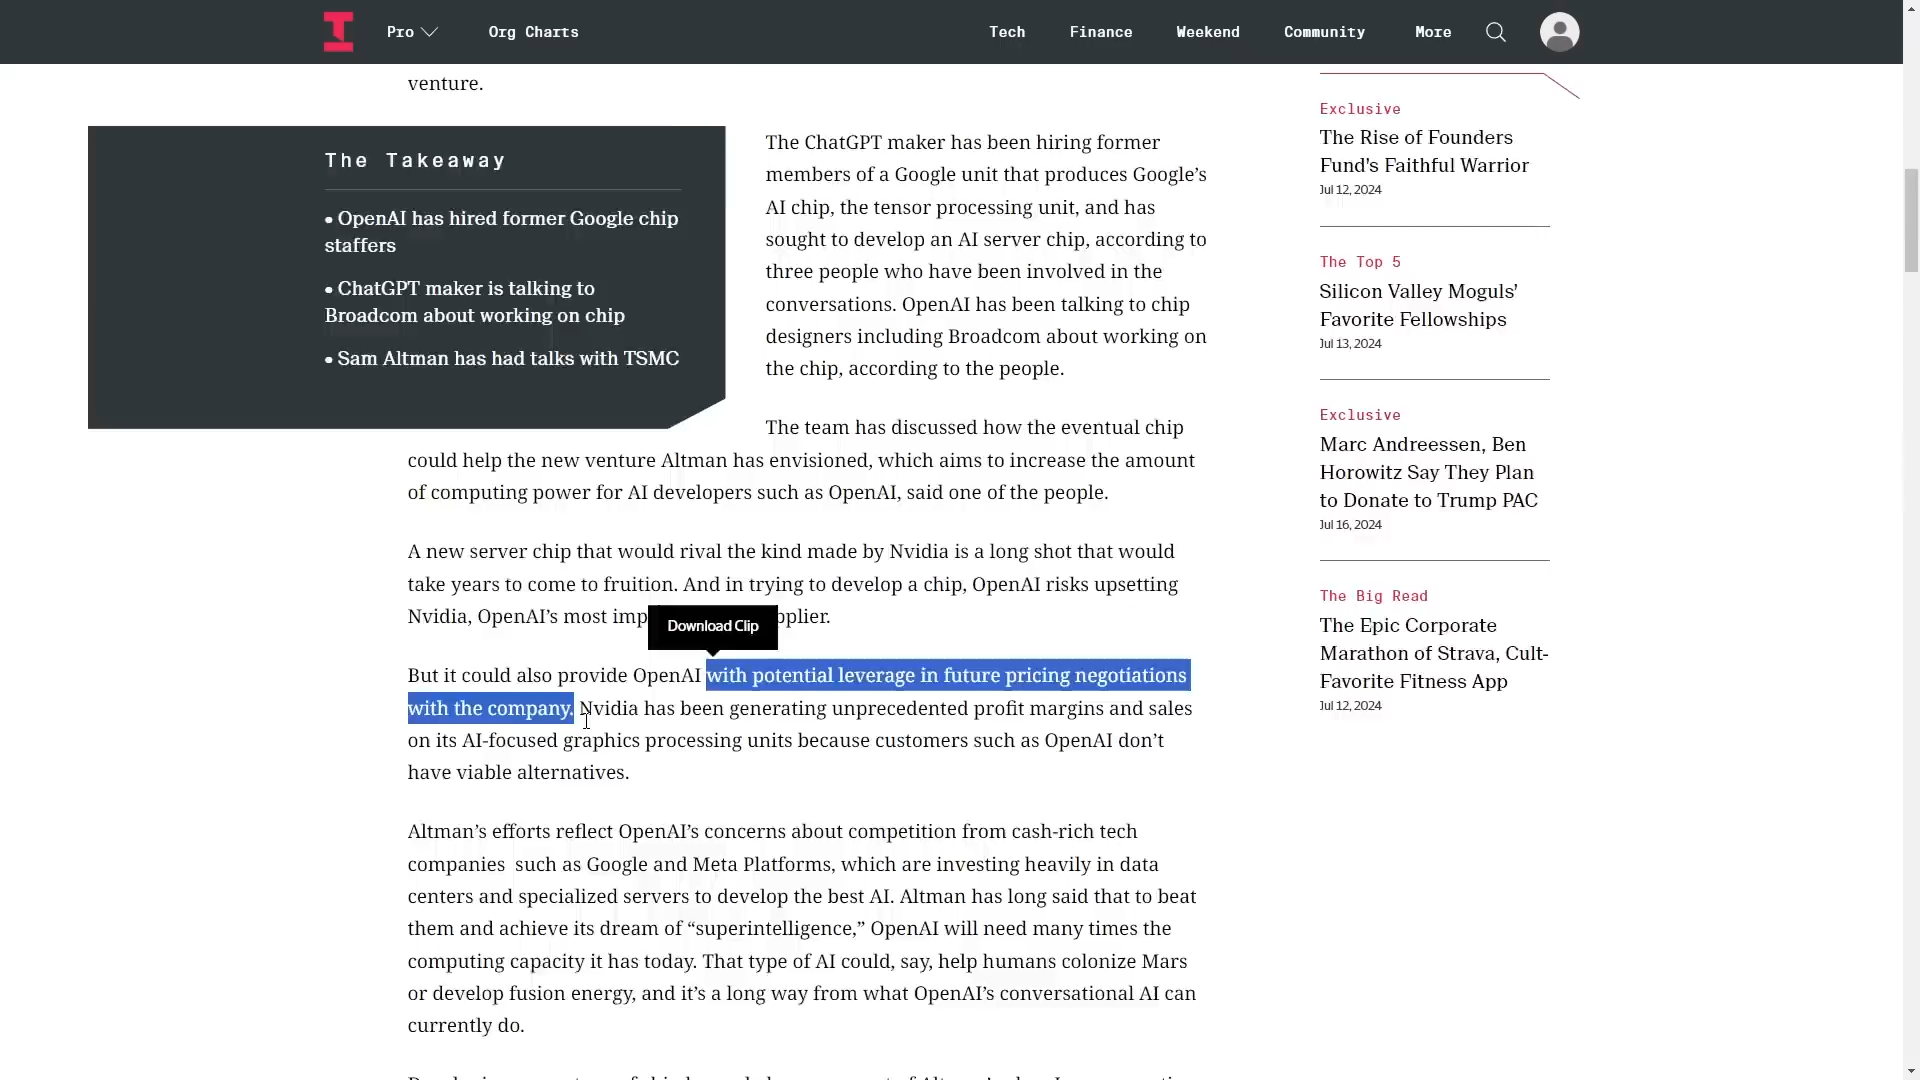 Pro
Org Charts
Tech
Finance
Weekend
Community
More
venture.
The Takeaway
• OpenAI has hired former Google chip
staffers
• ChatGPT maker is talking to
Broadcom about working on chip
• Sam Altman has had talks with TSMC
The ChatGPT maker has been hiring former
members of a Google unit that produces Google’s
AI chip, the tensor processing unit, and has
sought to develop an AI server chip, according to
three people who have been involved in the
conversations. OpenAI has been talking to chip
designers including Broadcom about working on
the chip, according to the people.
The team has discussed how the eventual chip
could help the new venture Altman has envisioned, which aims to increase the amount
of computing power for AI developers such as OpenAI, said one of the people.
A new server chip that would rival the kind made by Nvidia is a long shot that would
take years to come to fruition. And in trying to develop a chip, OpenAI risks upsetting
Nvidia, OpenAI’s most
Download Clip
But it could also provide OpenAI with potential leverage in future pricing negotiations
with the company. Nvidia has been generating unprecedented profit margins and sales
on its AI-focused graphics processing units because customers such as OpenAI don’t
have viable alternatives.
Altman’s efforts reflect OpenAI’s concerns about competition from cash-rich tech
companies such as Google and Meta Platforms, which are investing heavily in data
centers and specialized servers to develop the best AI. Altman has long said that to beat
them and achieve its dream of “superintelligence,” OpenAI will need many times the
computing capacity it has today. That type of AI could, say, help humans colonize Mars
or develop fusion energy, and it’s a long way from what OpenAI’s conversational AI can
currently do.
Exclusive
The Rise of Founders
Fund's Faithful Warrior
Jul 12, 2024
The Top 5
Silicon Valley Moguls’
Favorite Fellowships
Jul 13, 2024
Exclusive
Marc Andreessen, Ben
Horowitz Say They Plan
to Donate to Trump PAC
Jul 16, 2024
The Big Read
The Epic Corporate
Marathon of Strava, Cult-
Favorite Fitness App
Jul 12, 2024